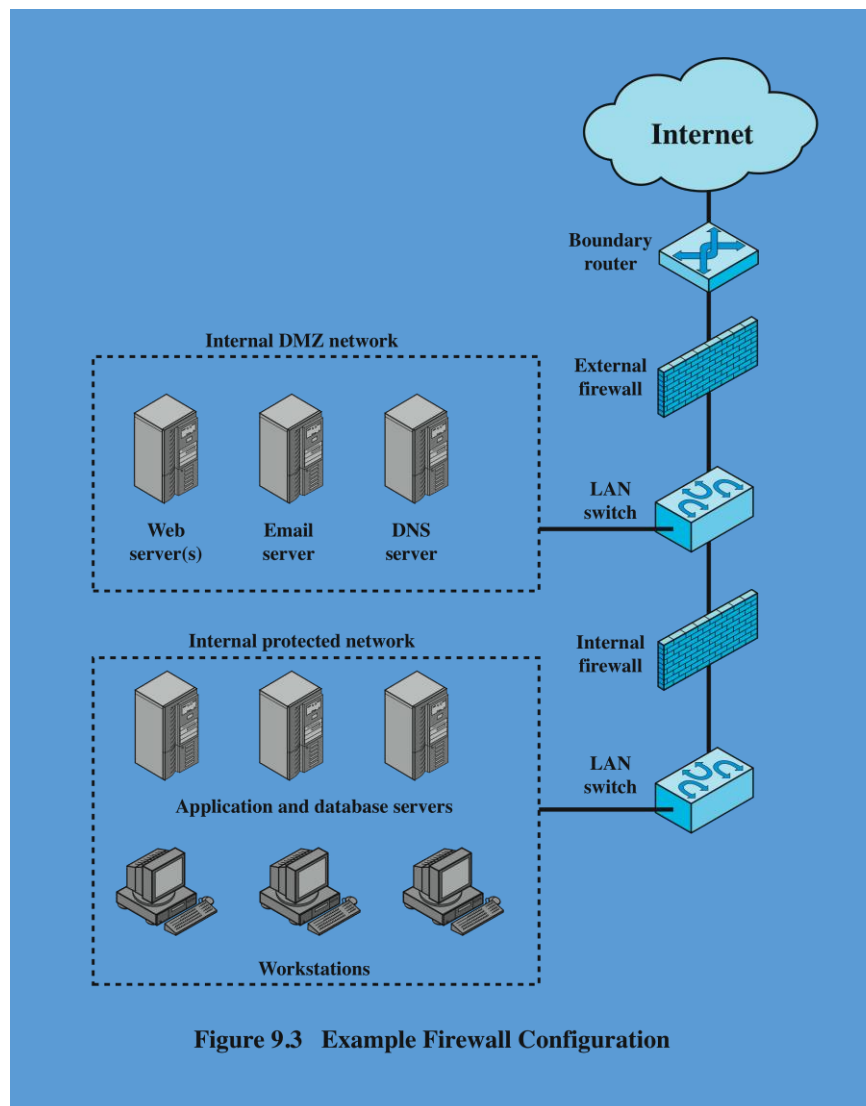 Internet
Boundary
router
Internal DMZ network
External
firewall
Web
server(s)
Email
server
DNS
server
LAN
switch
Internal protected network
Internal
firewall
Application and database servers
LAN
switch
Workstations
Figure 9.3 Example Firewall Configuration